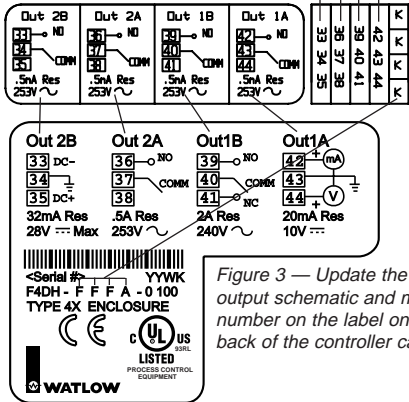 Out 2B Out 2A Out 1B Out 1A
33 NO 36 NO 39 NO 42 NO
34 37 40 43
35 COMM 38 COMM 41 COMM 44 COMM
.5nA Res .5nA Res .5nA Res .5nA Res
253V 253V 253V 253V
33 34 35
36 37 38
39 40 41
42 43 44
K
K
K
K
Out 2B Out 2A Out1B Out1A
33 DC- 36 NO 39 NO 42 + mA
34 37 COMM 40 COMM 43
35 DC+ 38 41 NC 44 + V
32mA Res .5A Res 2A Res 20mA Res
28V Max 253V 240V 10V
<Serial #> YYWK
F4DH - F F F A - 0 100
TYPE 4X ENCLOSURE
CE C UL US
93RL
LISTED
PROCESS CONTROL
EQUIPMENT
WATLOW
Figure 3 — Update the
output schematic and
number on the label on
back of the controller